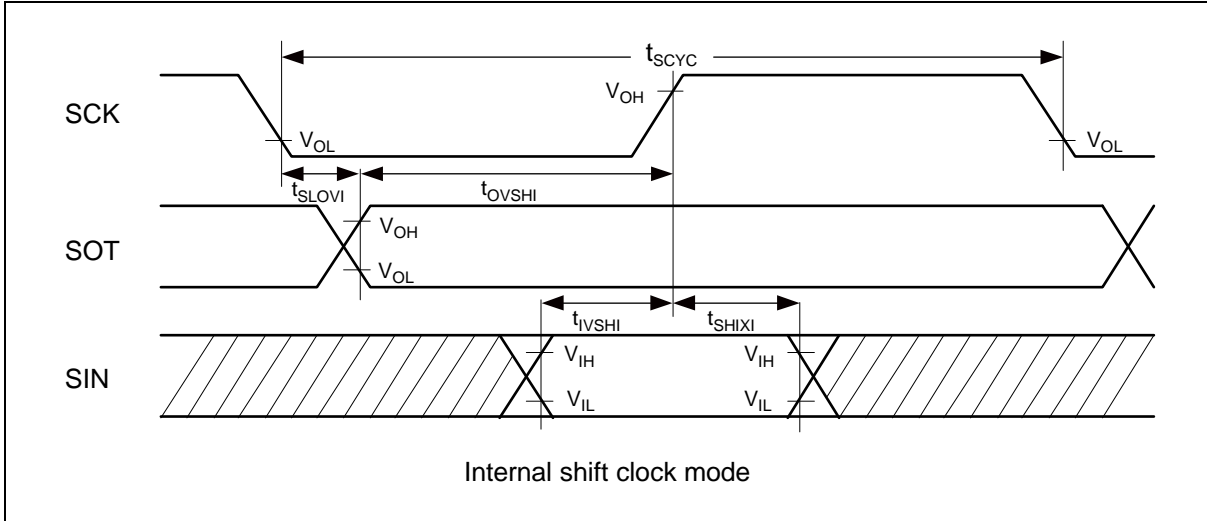 tSCYC
SCK
VOH
VOL
VOL
tSLOVI
tOVSHI
SOT
VOH
VOL
tIVSHI
tSHIXI
SIN
VIH
VIH
VIL
VIL
Internal shift clock mode